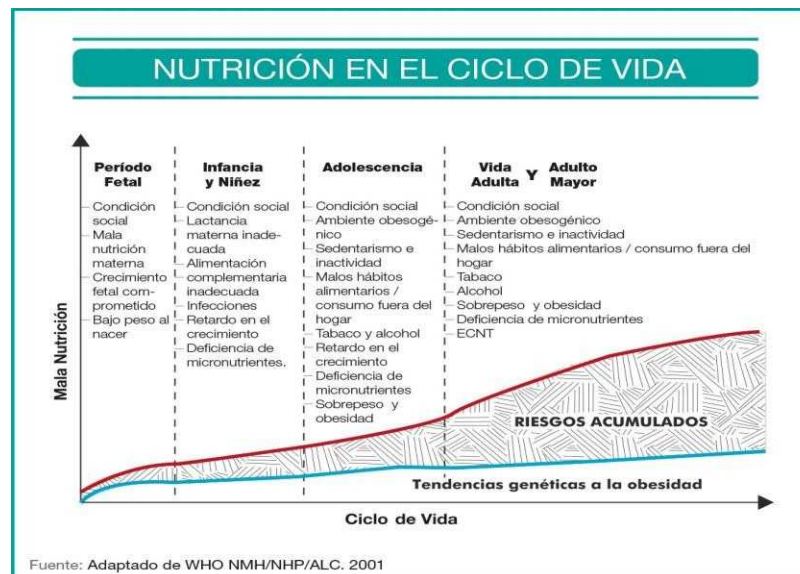 NUTRICIÓN EN EL CICLO DE VIDA
Mala Nutrición
Período
Fetal
Condición
social
Mala
nutrición
materna
Crecimiento
fetal com-
prometido
Bajo peso al
nacer
Infancia
y Niñez
Condición social
Lactancia
materna inade-
cuada
Alimentación
complementaria
inadecuada
Infecciones
Retardo en el
crecimiento
Deficiencia de
micronutrientes.
Adolescencia
Condición social
Ambiente obesogé-
nico
Sedentarismo e
inactividad
Malos hábitos
alimentarios /
consumo fuera del
hogar
Tabaco y alcohol
Retardo en el
crecimiento
Deficiencia de
micronutrientes
Sobrepeso y
obesidad
Vida Adulta Y Adulto Mayor
Condición social
Ambiente obesogénico
Sedentarismo e inactividad
Malos hábitos alimentarios / consumo fuera del
hogar
Tabaco
Alcohol
Sobrepeso y obesidad
Deficiencia de micronutrientes
ECNT
RIESGOS ACUMULADOS
Tendencias genéticas a la obesidad
Ciclo de Vida
Fuente: Adaptado de WHO NMH/NHP/ALC. 2001